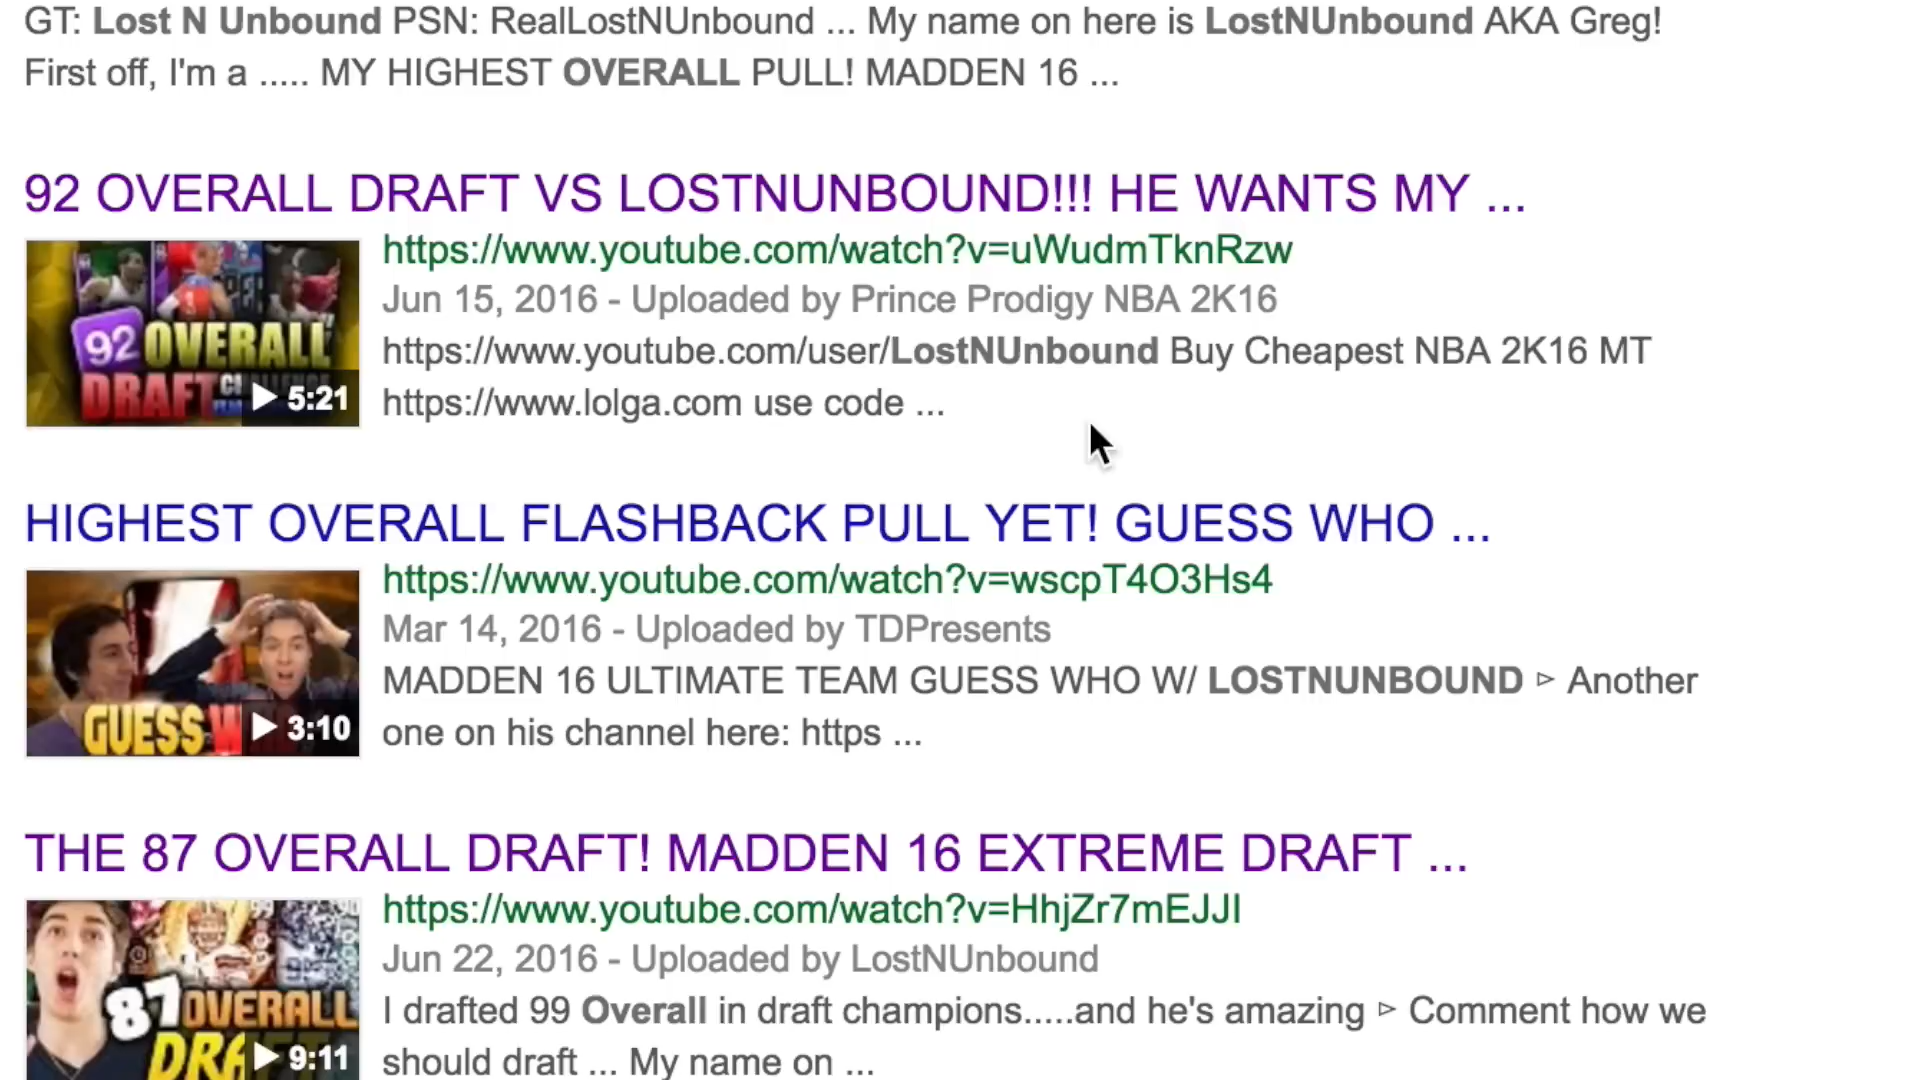 GT: Lost N Unbound PSN: RealLostNUnbound ... My name on here is LostNUnbound AKA Greg!
First off, I'm a ..... MY HIGHEST OVERALL PULL! MADDEN 16 ...
92 OVERALL DRAFT VS LOSTNUNBOUND!!! HE WANTS MY ...
https://www.youtube.com/watch?v=uWudmTknRzw
Jun 15, 2016 - Uploaded by Prince Prodigy NBA 2K16
https://www.youtube.com/user/LostNUnbound Buy Cheapest NBA 2K16 MT
https://www.lolga.com use code ...
92 OVERALL
DRAFT
5:21
HIGHEST OVERALL FLASHBACK PULL YET! GUESS WHO ...
https://www.youtube.com/watch?v=wscpT4O3Hs4
Mar 14, 2016 - Uploaded by TDPresents
MADDEN 16 ULTIMATE TEAM GUESS WHO W/ LOSTNUNBOUND ▹ Another
one on his channel here: https ...
GUESS
3:10
THE 87 OVERALL DRAFT! MADDEN 16 EXTREME DRAFT ...
https://www.youtube.com/watch?v=HhjZr7mEJJI
Jun 22, 2016 - Uploaded by LostNUnbound
I drafted 99 Overall in draft champions.....and he's amazing ▹ Comment how we
should draft ... My name on ...
87 OVERALL
9:11